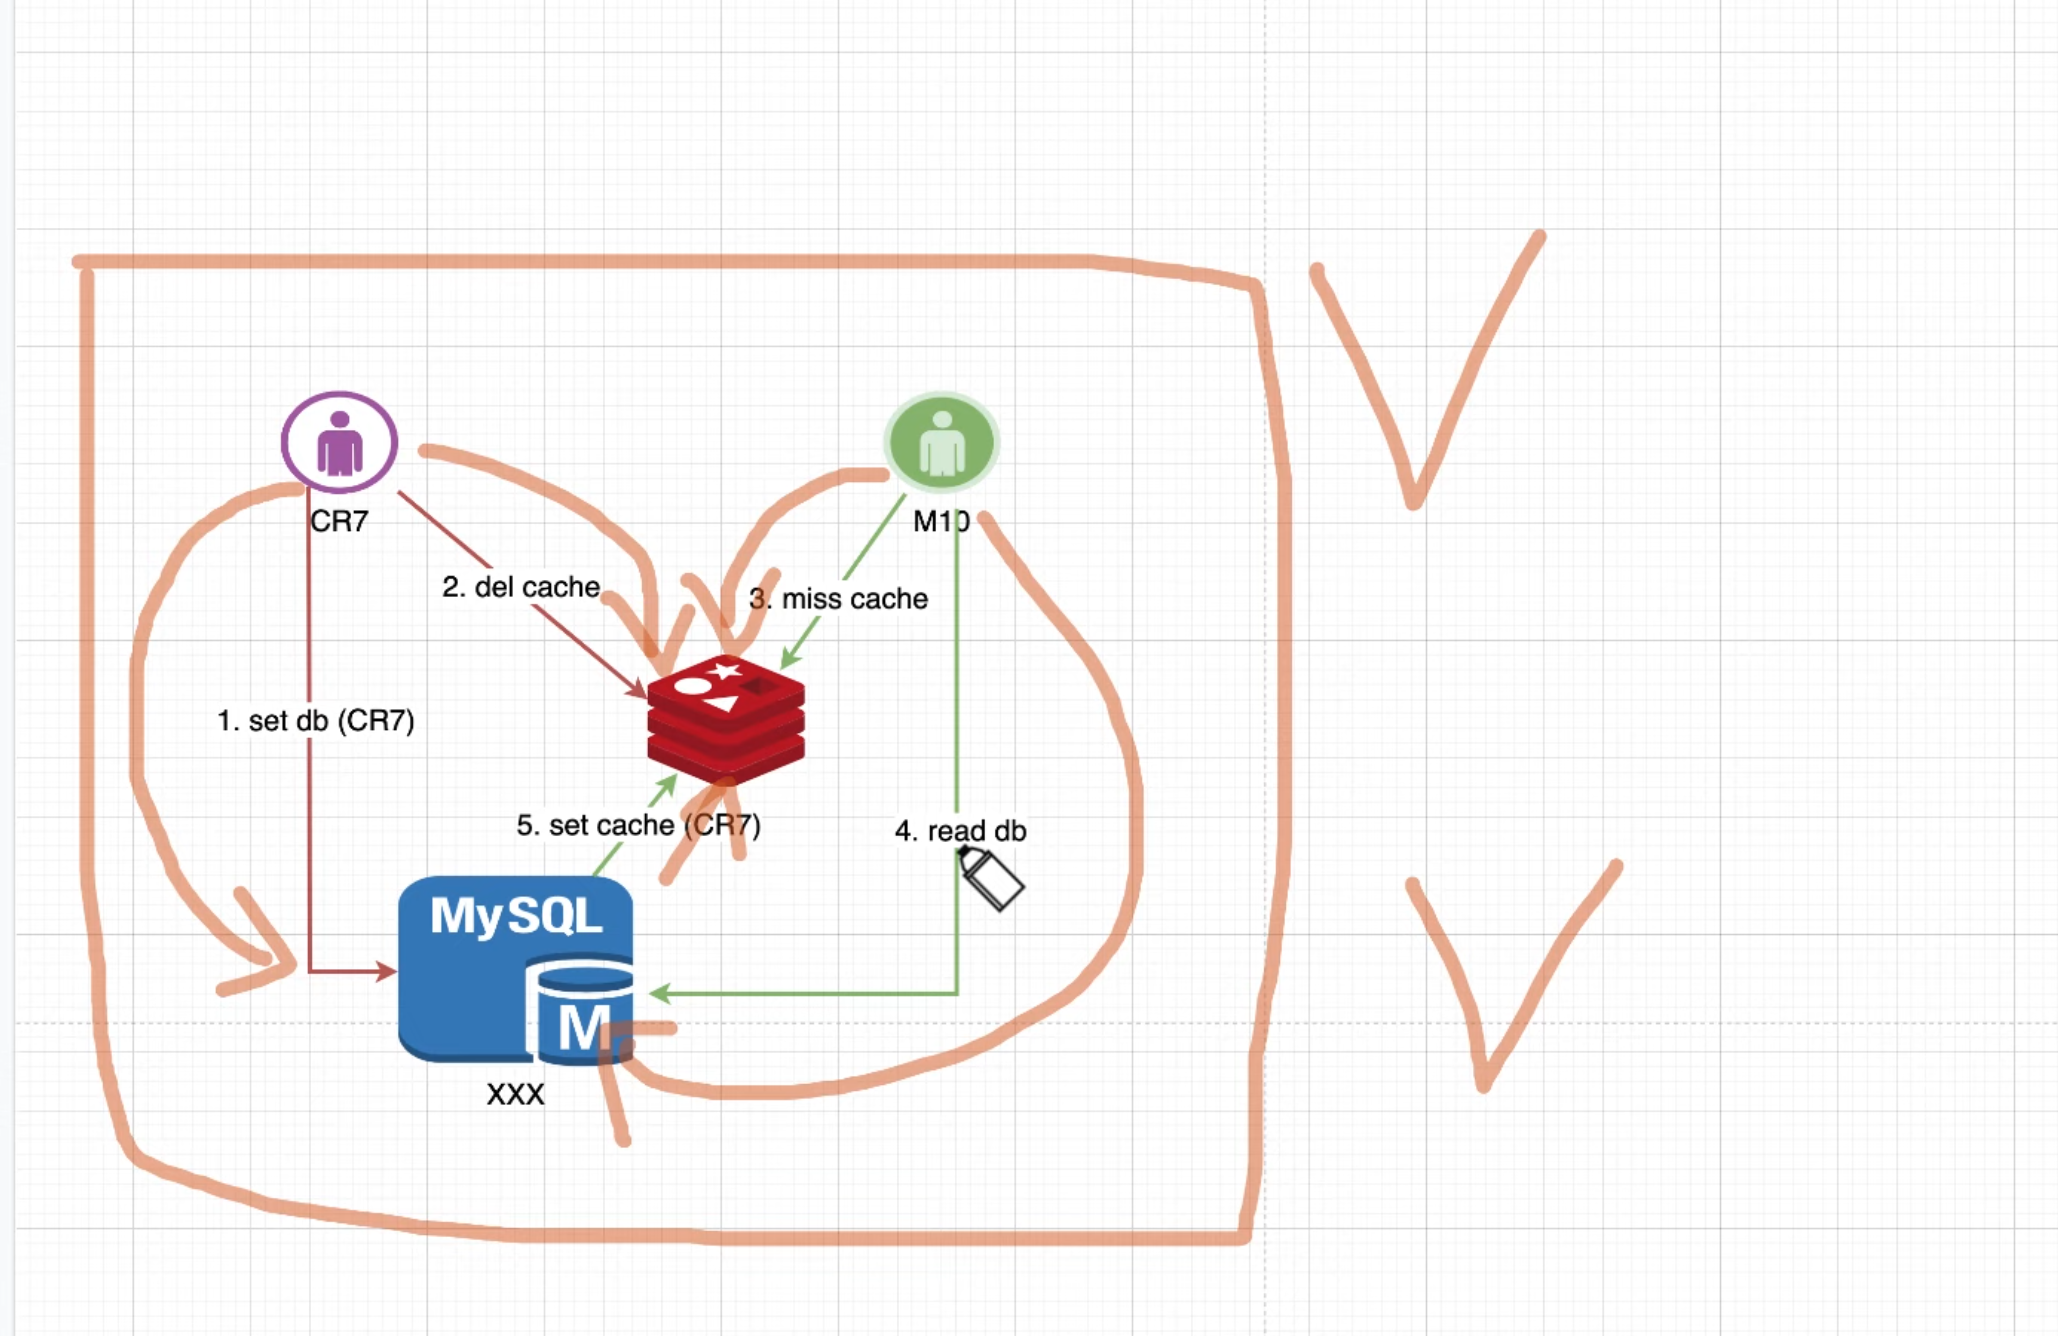 CR7
M10
2. del cache
3. miss cache
1. set db (CR7)
5. set cache (CR7)
4. read db
MySQL
M
XXX